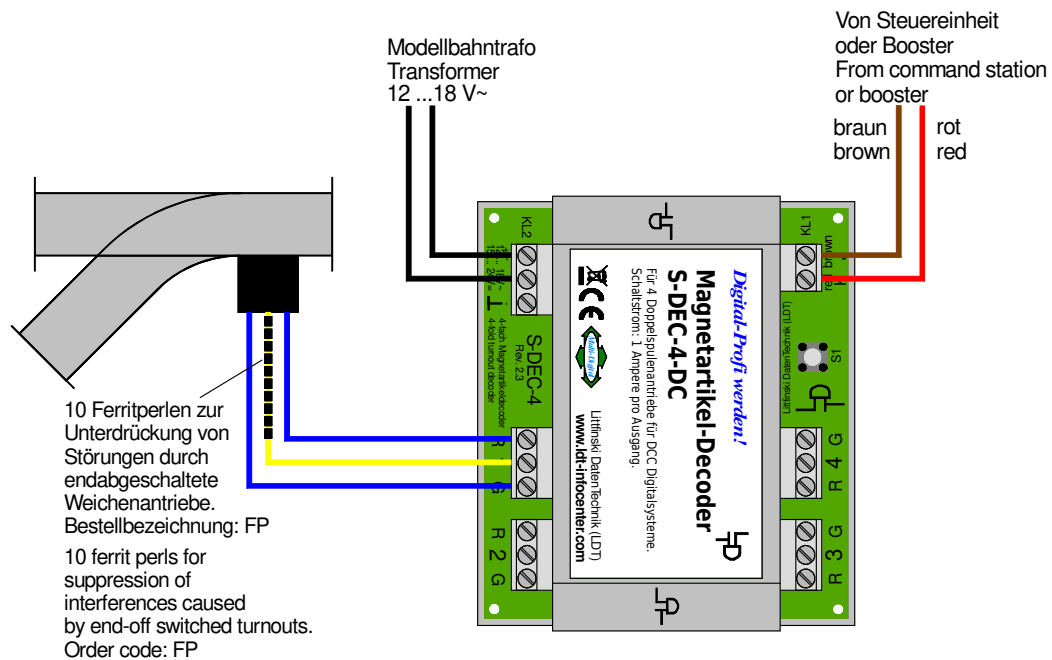 Modellbahntrafo
Transformer
12 ...18 V~
Von Steuereinheit
oder Booster
From command station
or booster
braun
brown
rot
red
10 Ferritperlen zur
Unterdrückung von
Störungen durch
endabgeschaltete
Weichenantriebe.
Bestellbezeichnung: FP
10 ferrit perls for
suppression of
interferences caused
by end-off switched turnouts.
Order code: FP
KL2
S-DEC-4
Rev. 2.3
4-fach Magnetartikeldecoder
4-fold turnout decoder
R
G
R 2 G
Digital-Profi werden!
Magnetartikel-Decoder
S-DEC-4-DC
Für 4 Doppelspulenantriebe für DCC Digitalsysteme.
Schaltstrom: 1 Ampere pro Ausgang.
CE
Multi-Digital
Littfinski DatenTechnik (LDT)
www.ldt-infocenter.com
KL1
brown
S1
Littfinski DatenTechnik (LDT)
R 4 G
R 3 G